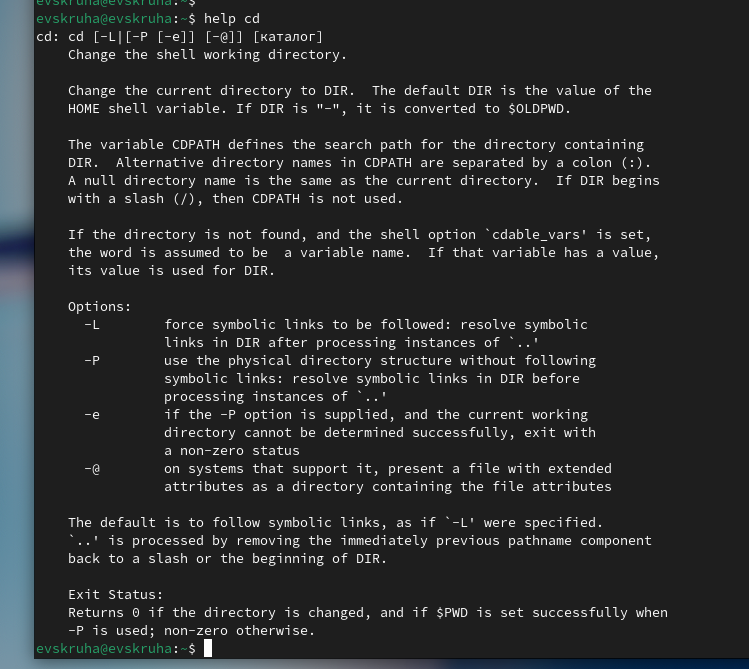 evskruha@evskruha:~$
evskruha@evskruha:~$ help cd
cd: cd [-L|[-P [-e]] [-@]] [каталог]
    Change the shell working directory.

    Change the current directory to DIR.  The default DIR is the value of the
    HOME shell variable. If DIR is "-", it is converted to $OLDPWD.

    The variable CDPATH defines the search path for the directory containing
    DIR.  Alternative directory names in CDPATH are separated by a colon (:).
    A null directory name is the same as the current directory.  If DIR begins
    with a slash (/), then CDPATH is not used.

    If the directory is not found, and the shell option `cdable_vars' is set,
    the word is assumed to be  a variable name.  If that variable has a value,
    its value is used for DIR.

    Options:
      -L        force symbolic links to be followed: resolve symbolic
                links in DIR after processing instances of `..'
      -P        use the physical directory structure without following
                symbolic links: resolve symbolic links in DIR before
                processing instances of `..'
      -e        if the -P option is supplied, and the current working
                directory cannot be determined successfully, exit with
                a non-zero status
      -@        on systems that support it, present a file with extended
                attributes as a directory containing the file attributes

    The default is to follow symbolic links, as if `-L' were specified.
    `..' is processed by removing the immediately previous pathname component
    back to a slash or the beginning of DIR.

    Exit Status:
    Returns 0 if the directory is changed, and if $PWD is set successfully when
    -P is used; non-zero otherwise.
evskruha@evskruha:~$